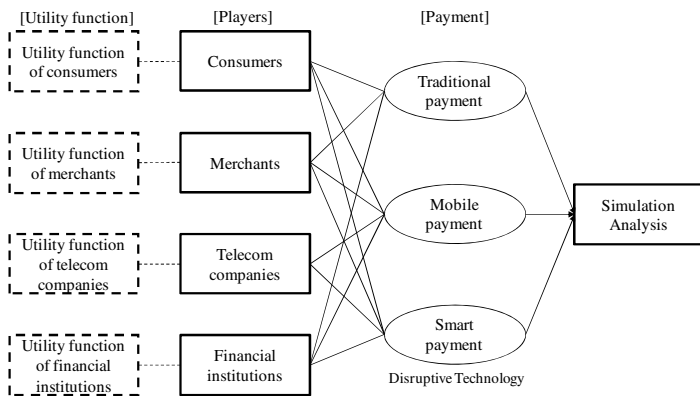 [Utility function]
[Players]
[Payment]
Utility function
of consumers
Consumers
Traditional
payment
Utility function
of merchants
Merchants
Mobile
payment
Simulation
Analysis
Utility function
of telecom
companies
Telecom
companies
Smart
payment
Utility function
of financial
institutions
Financial
institutions
Disruptive Technology